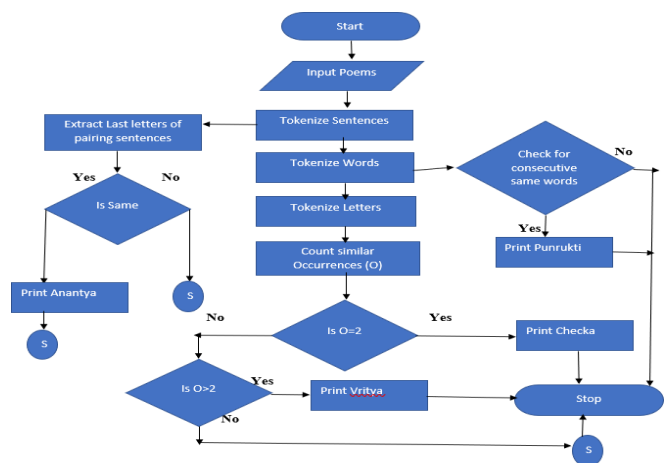 Start
Input Poems
Extract Last letters of
pairing sentences
Tokenize Sentences
No
Check for
consecutive
same words
Tokenize Words
Yes
No
Is Same
Tokenize Letters
Yes
Print Punrukti
Count similar
Occurrences (O)
Print Anantya
S
No
Yes
Is O=2
Print Checka
S
Is O>2
Yes
Print Vritya
Stop
No
S